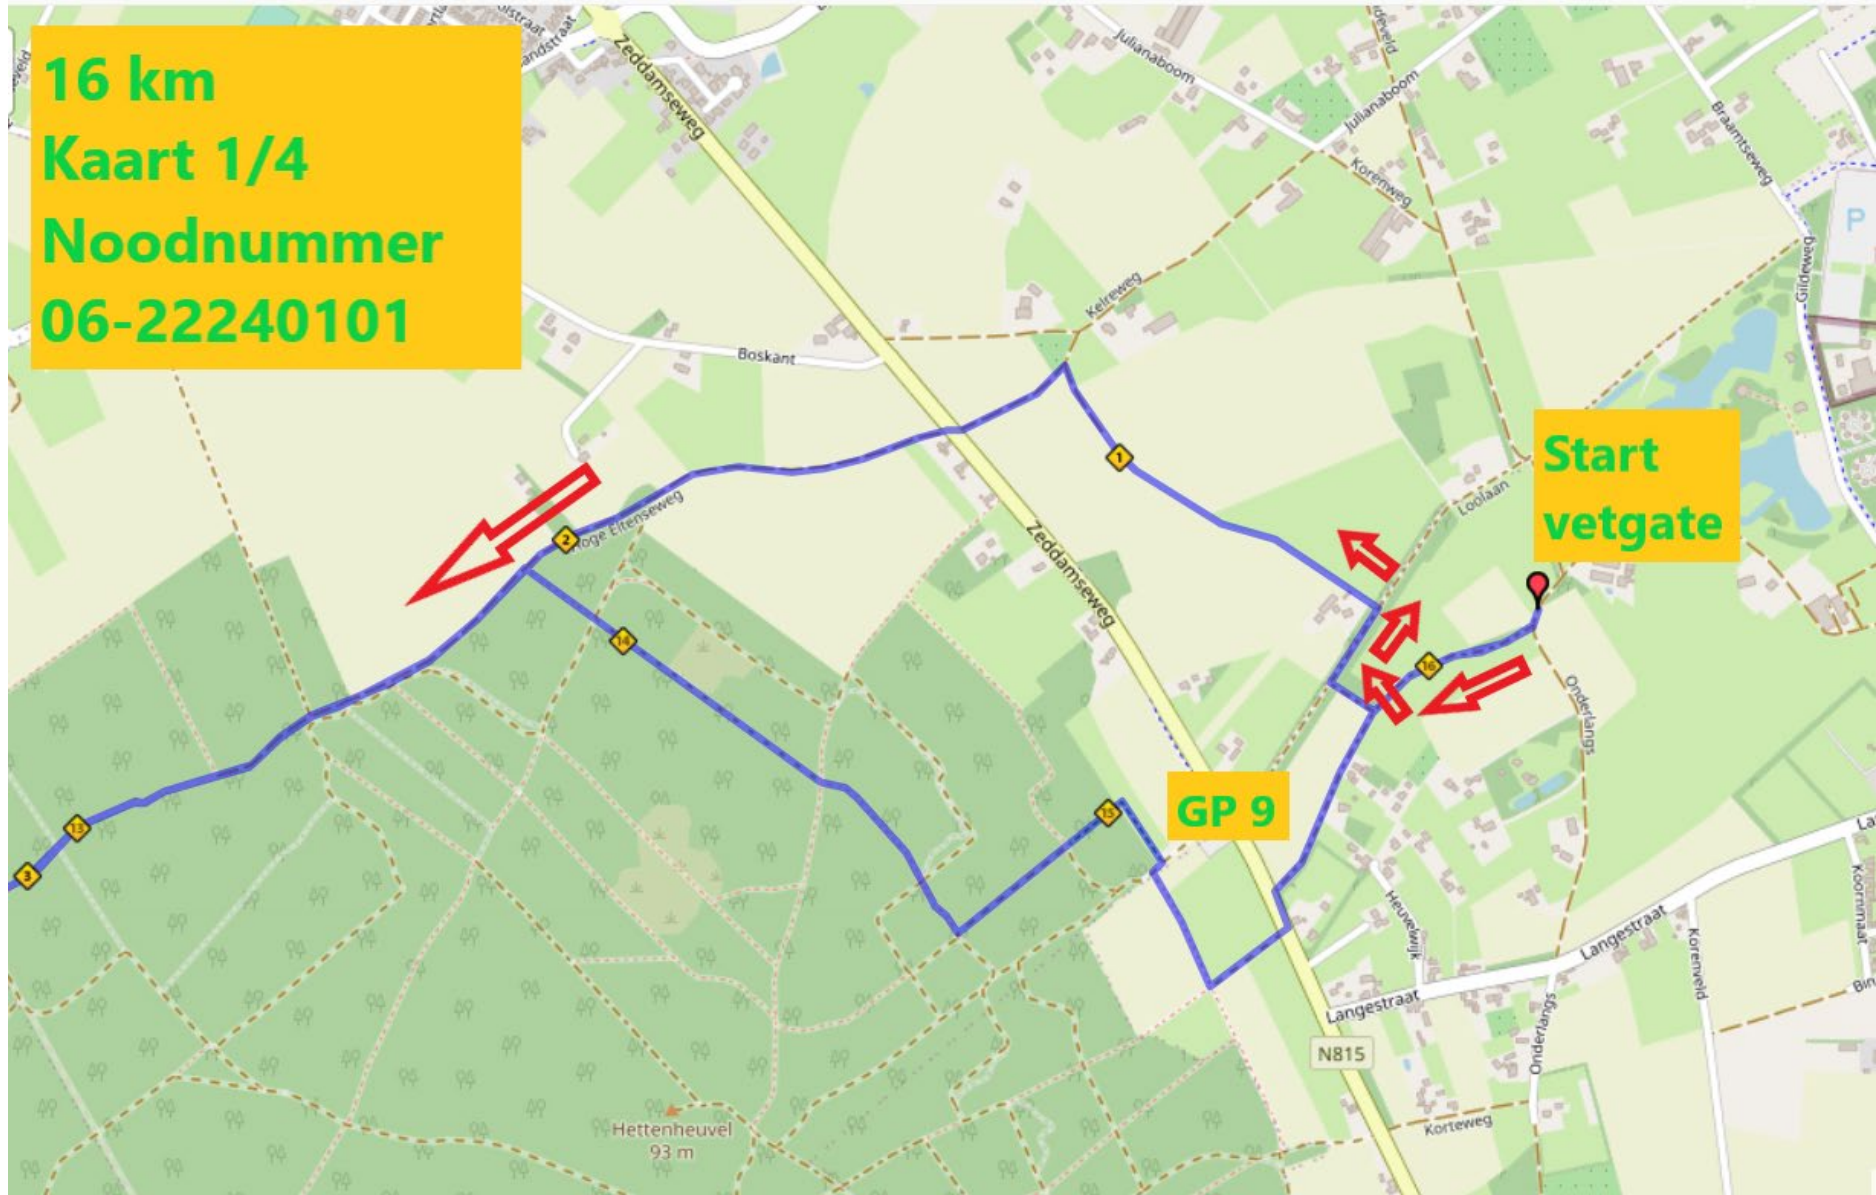 16 km
Kaart 1/4
Noodnummer
06-22240101
Start
vetgate
GP 9
Zeddamseweg
Julianaboom
Julianaboom
Korenweg
Braamtseweg
P
Gildeweg
Kelreweg
Boskant
Loolaan
Zeddamseweg
Hoge Eltenseweg
Onderlangs
Heuvelwijk
Langestraat
Langestraat
Korenveld
Koornmaat
Onderlangs
N815
Korteweg
Hettenheuvel
93 m
1
2
3
13
14
15
16